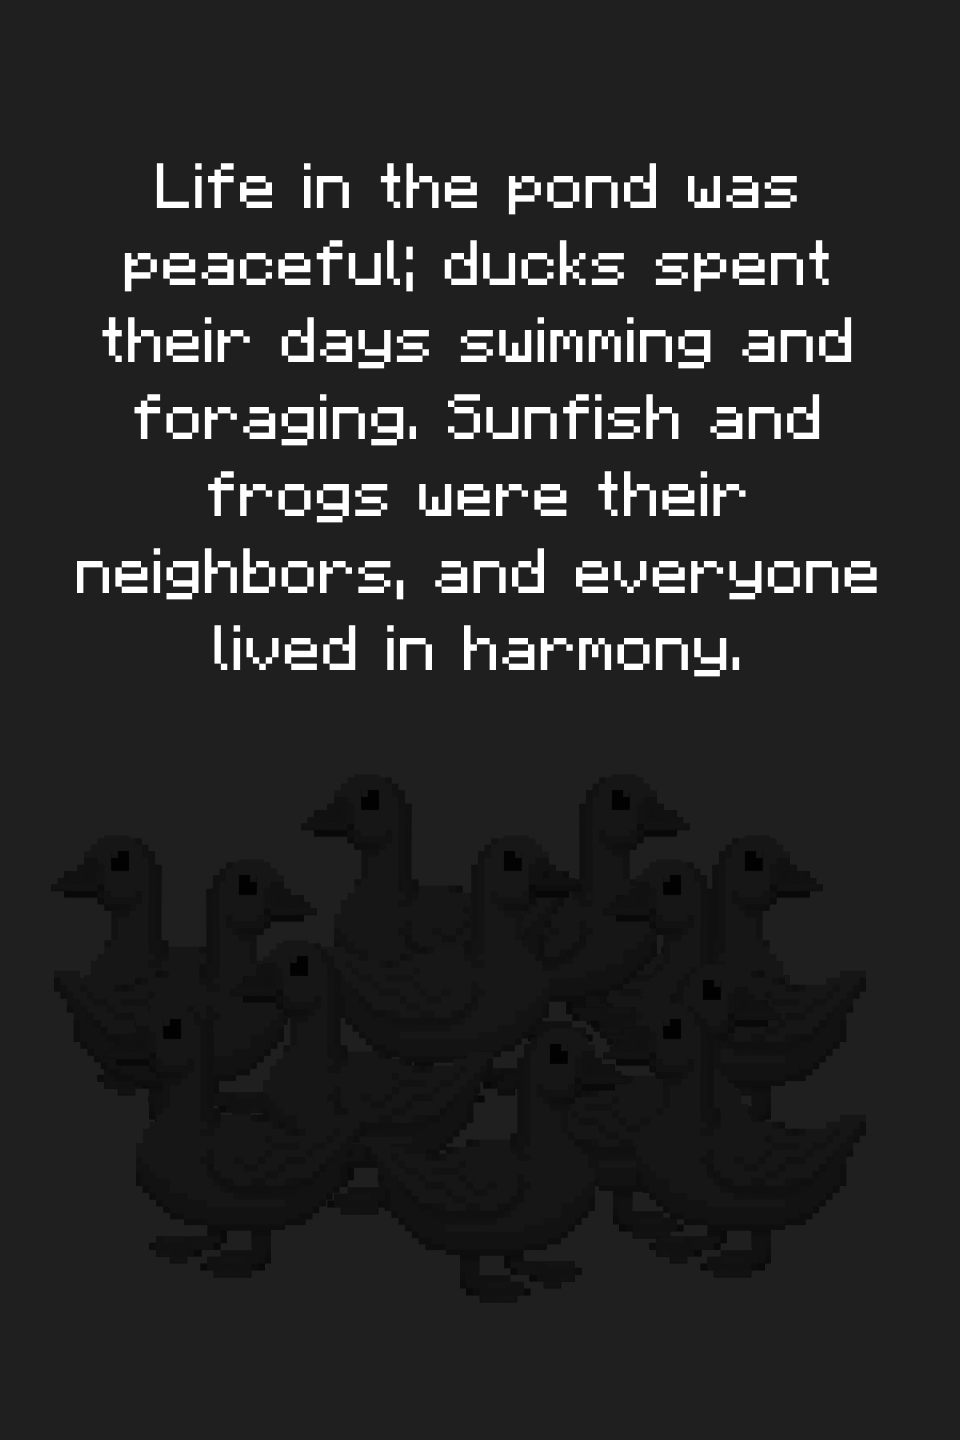 Life in the pond was
peaceful; ducks spent
their days swimming and
foraging. Sunfish and
frogs were their
neighbors, and everyone
lived in harmony.